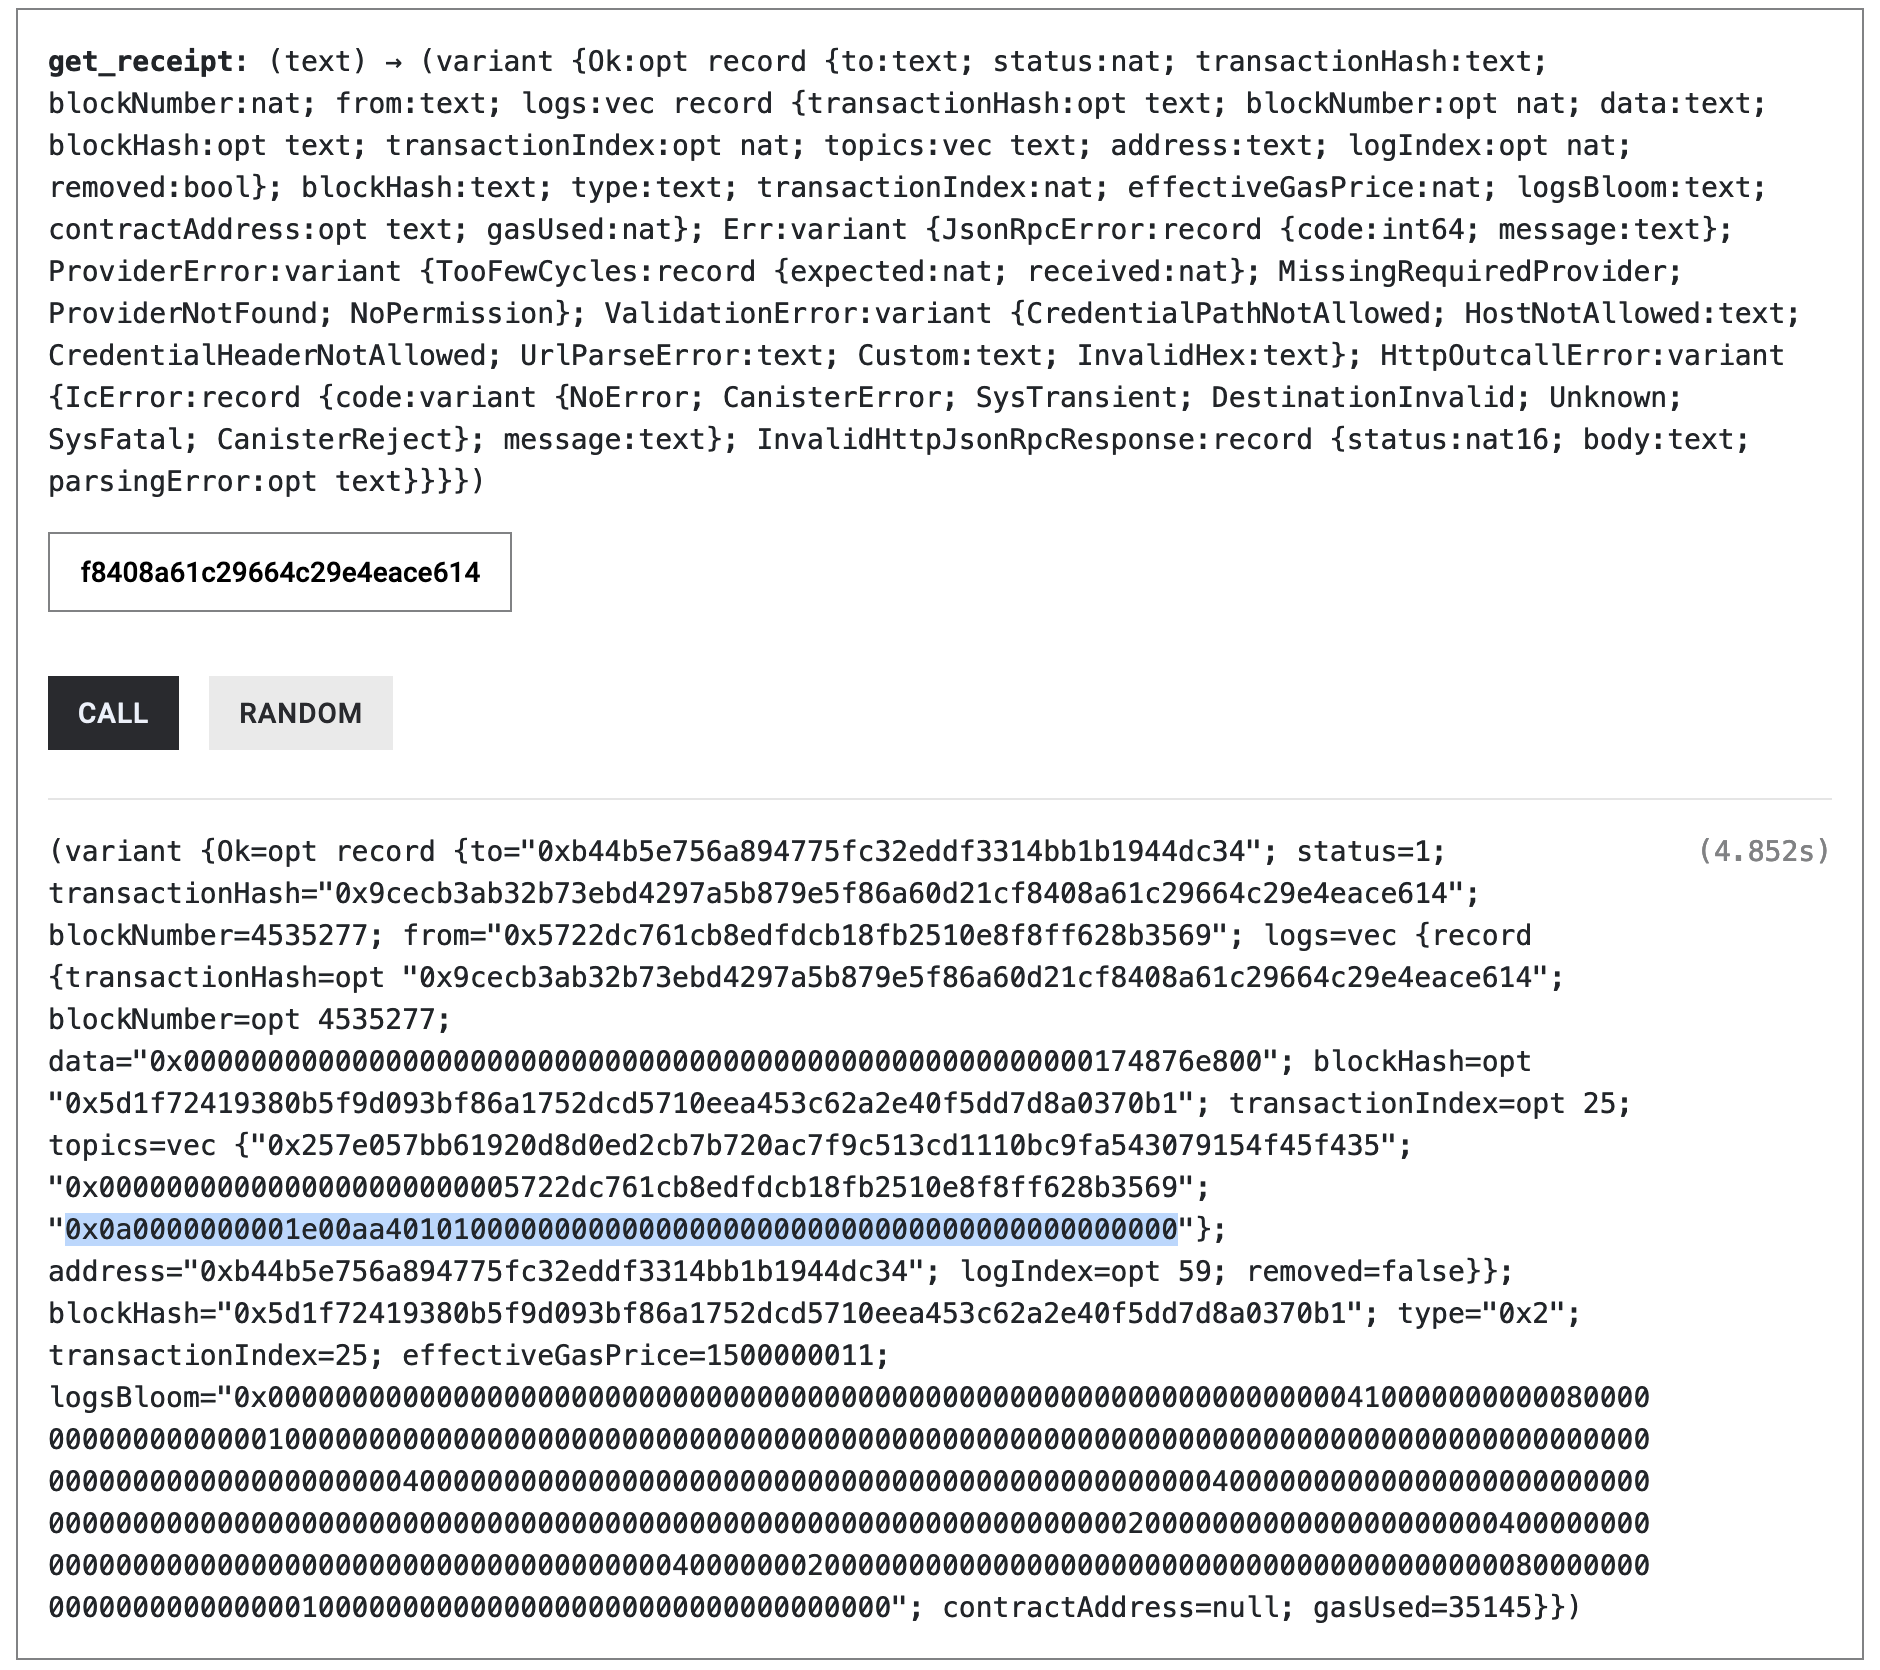 get_receipt: (text) → (variant {Ok:opt record {to:text; status:nat; transactionHash:text;
blockNumber:nat; from:text; logs:vec record {transactionHash:opt text; blockNumber:opt nat; data:text;
blockHash:opt text; transactionIndex:opt nat; topics:vec text; address:text; logIndex:opt nat;
removed:bool}; blockHash:text; type:text; transactionIndex:nat; effectiveGasPrice:nat; logsBloom:text;
contractAddress:opt text; gasUsed:nat}; Err:variant {JsonRpcError:record {code:int64; message:text};
ProviderError:variant {TooFewCycles:record {expected:nat; received:nat}; MissingRequiredProvider;
ProviderNotFound; NoPermission}; ValidationError:variant {CredentialPathNotAllowed; HostNotAllowed:text;
CredentialHeaderNotAllowed; UrlParseError:text; Custom:text; InvalidHex:text}; HttpOutcallError:variant
{IcError:record {code:variant {NoError; CanisterError; SysTransient; DestinationInvalid; Unknown;
SysFatal; CanisterReject}; message:text}; InvalidHttpJsonRpcResponse:record {status:nat16; body:text;
parsingError:opt text}}}})
f8408a61c29664c29e4eace614
CALL RANDOM
(variant {Ok=opt record {to="0xb44b5e756a894775fc32eddf3314bb1b1944dc34"; status=1; (4.852s)
transactionHash="0x9cecb3ab32b73ebd4297a5b879e5f86a60d21cf8408a61c29664c29e4eace614";
blockNumber=4535277; from="0x5722dc761cb8edfdcb18fb2510e8f8ff628b3569"; logs=vec {record
{transactionHash=opt "0x9cecb3ab32b73ebd4297a5b879e5f86a60d21cf8408a61c29664c29e4eace614";
blockNumber=opt 4535277;
data="0x000000000000000000000000000000000000000000000000000000174876e800"; blockHash=opt
"0x5d1f72419380b5f9d093bf86a1752dcd5710eea453c62a2e40f5dd7d8a0370b1"; transactionIndex=opt 25;
topics=vec {"0x257e057bb61920d8d0ed2cb7b720ac7f9c513cd1110bc9fa543079154f45f435";
"0x0000000000000000000000005722dc761cb8edfdcb18fb2510e8f8ff628b3569";
"0x0a0000000001e00aa40101000000000000000000000000000000000000000000"};
address="0xb44b5e756a894775fc32eddf3314bb1b1944dc34"; logIndex=opt 59; removed=false}};
blockHash="0x5d1f72419380b5f9d093bf86a1752dcd5710eea453c62a2e40f5dd7d8a0370b1"; type="0x2";
transactionIndex=25; effectiveGasPrice=1500000011;
logsBloom="0x0000000000000000000000000000000000000000000000000000000000000000410000000000080000
00000000000001000000000000000000000000000000000000000000000000000000000000000000000000000000000
00000000000000000000040000000000000000000000000000000000000000000000040000000000000000000000000
00000000000000000000000000000000000000000000000000000000000000002000000000000000000000400000000
00000000000000000000000000000000000004000000020000000000000000000000000000000000000000080000000
00000000000000010000000000000000000000000000000000"; contractAddress=null; gasUsed=35145}})